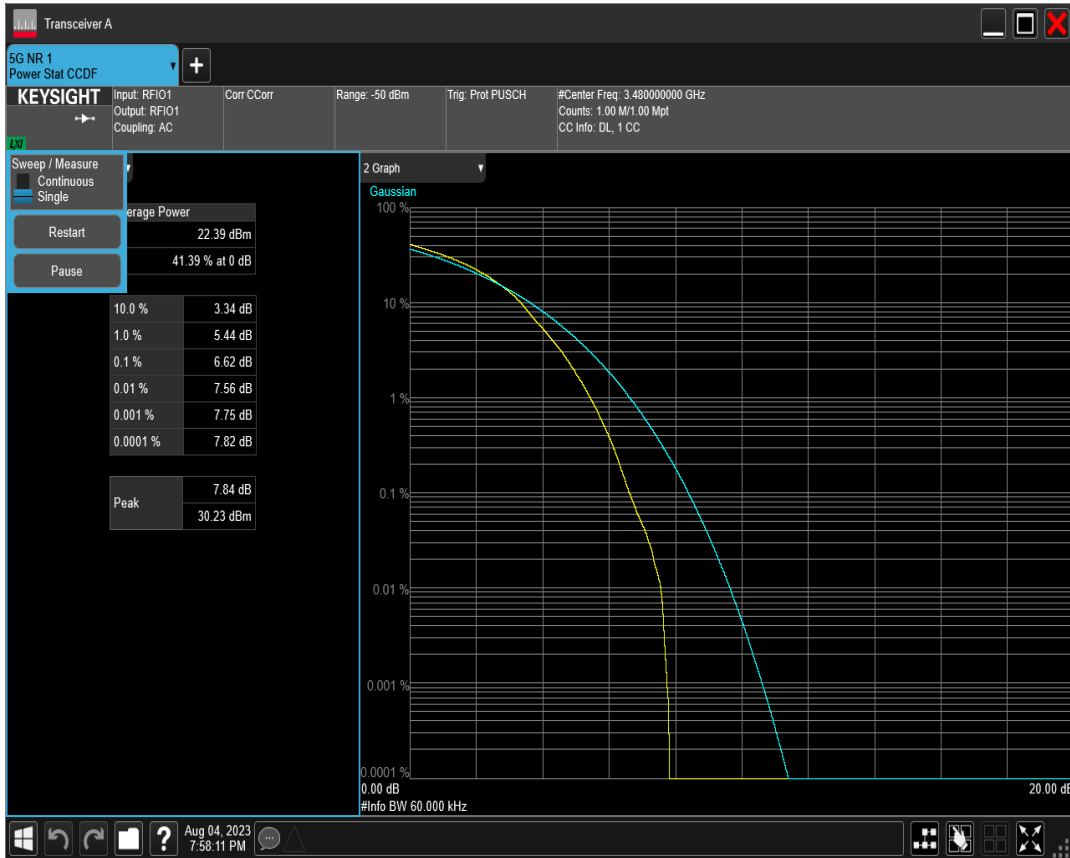 Transceiver A
5G NR 1
Power Stat CCDF
+
KEYSIGHT
LXI
Input: RFIO1
Output: RFIO1
Coupling: AC
Corr CCorr
Range: -50 dBm
Trig: Prot PUSCH
#Center Freq: 3.480000000 GHz
Counts: 1.00 M/1.00 Mpt
CC Info: DL, 1 CC
Sweep / Measure
Continuous
Single
Restart
Pause
erage Power
22.39 dBm
41.39 % at 0 dB
10.0 % 3.34 dB
1.0 % 5.44 dB
0.1 % 6.62 dB
0.01 % 7.56 dB
0.001 % 7.75 dB
0.0001 % 7.82 dB
Peak
7.84 dB
30.23 dBm
2 Graph
Gaussian
100 %
10 %
1 %
0.1 %
0.01 %
0.001 %
0.0001 %
0.00 dB
20.00 dB
#Info BW 60.000 kHz
?
Aug 04, 2023
7:58:11 PM